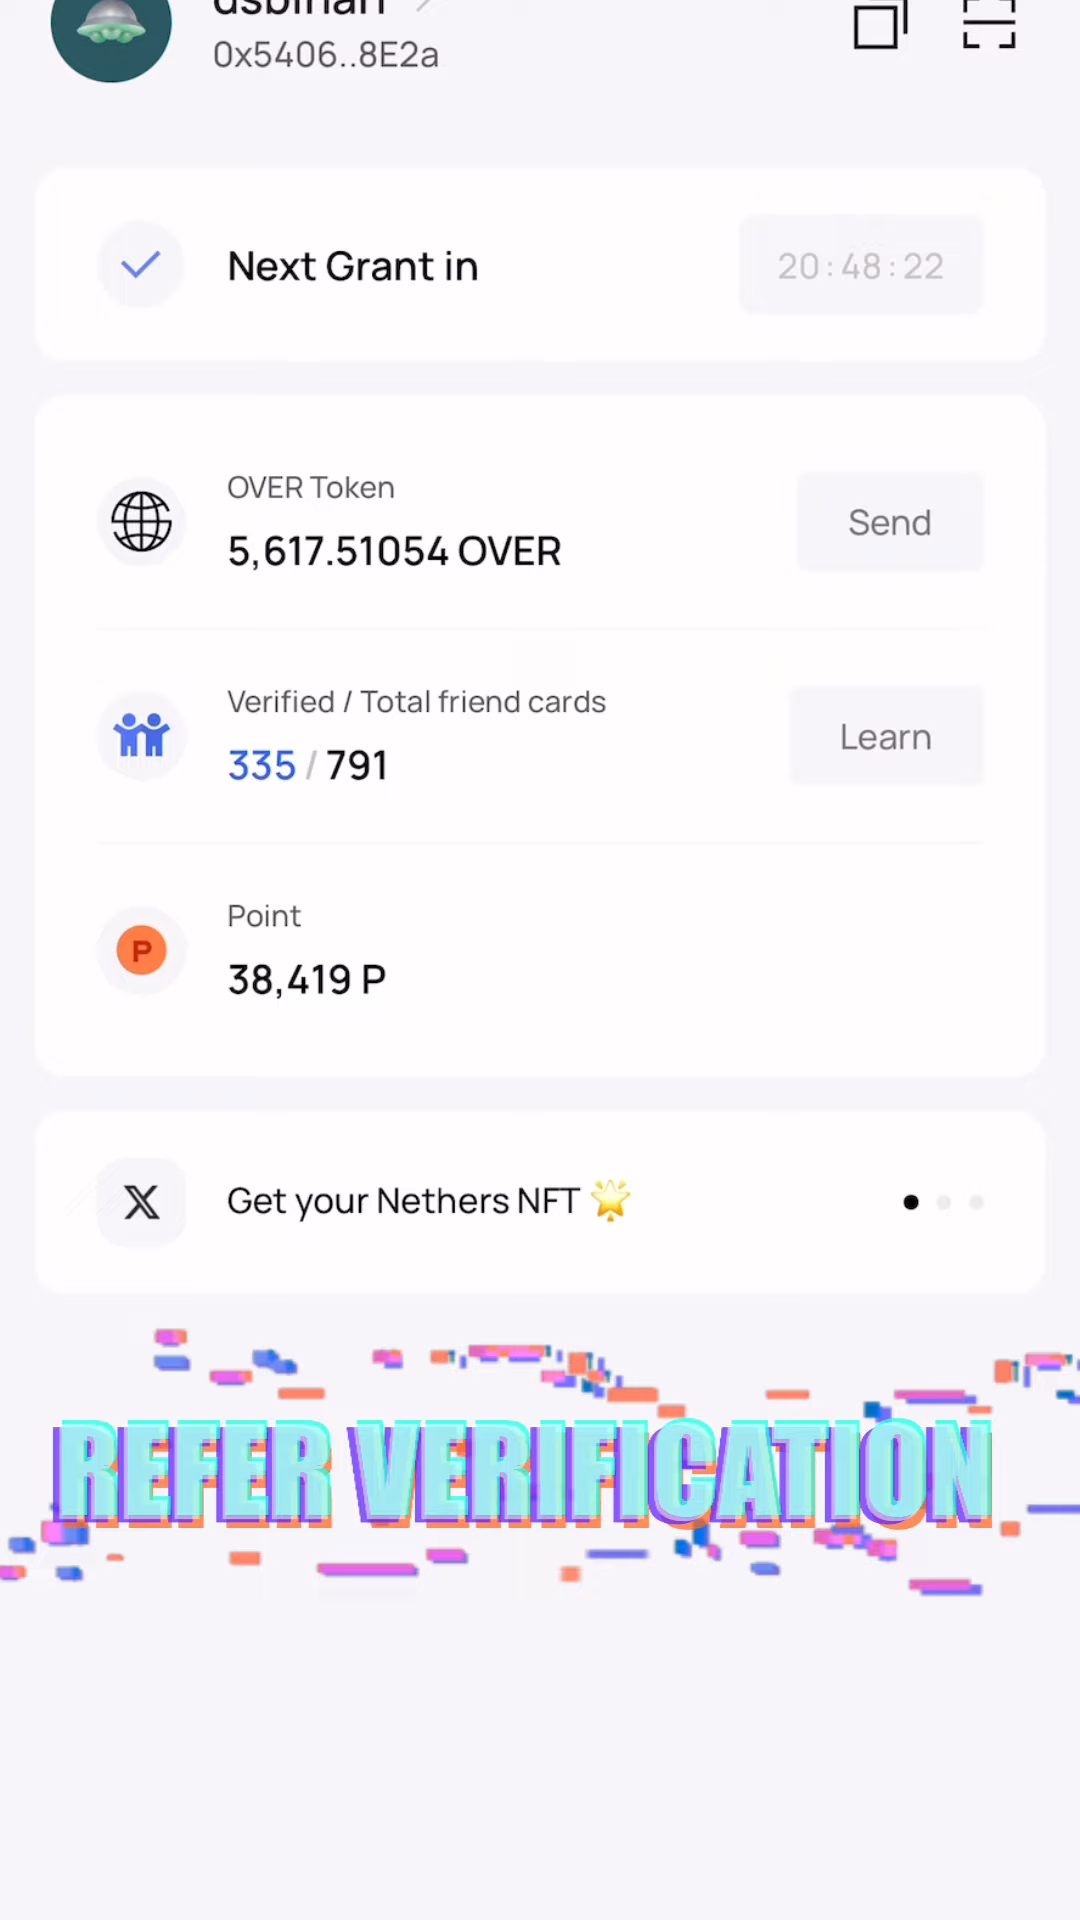 0x5406..8E2a
Next Grant in
20:48:22
OVER Token
5,617.51054 OVER
Send
Verified / Total friend cards
335 / 791
Learn
Point
P
38,419 P
X
Get your Nethers NFT 🌟
REFER VERIFICATION